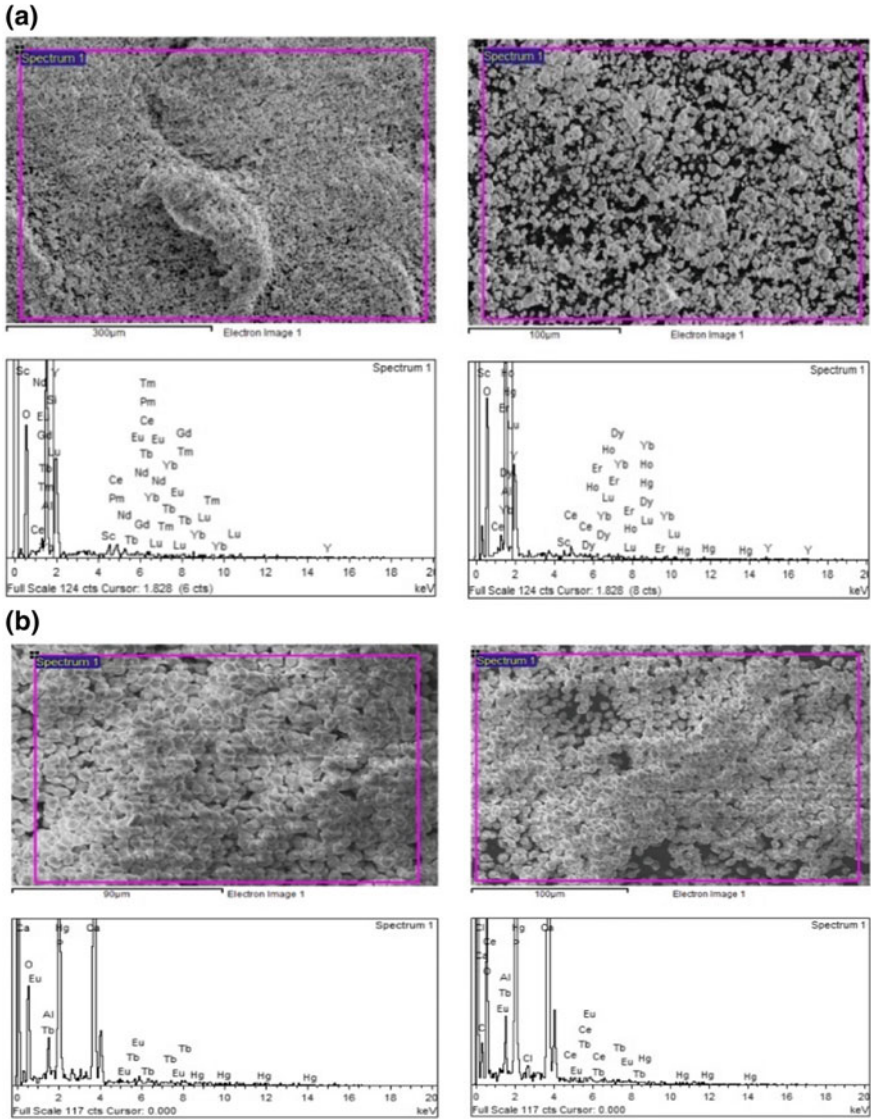 (a)
Spectrum 1
300µm
Electron Image 1
Spectrum 1
100µm
Electron Image 1
Spectrum 1
Sc
Y
Nd
Si
O
Eu
Gd
Lu
Tb
Tm
Al
Ce
Tm
Pm
Ce
Eu Eu Gd
Tb Tm
Yb
Ce Nd Nd
Pm Yb Eu
Tb Tm
Nd Gd Tm Tb Lu
Yb Lu
Sc Tb Lu Lu Yb Y
0 2 4 6 8 10 12 14 16 18 20
Full Scale 124 cts Cursor: 1.828 (6 cts)
keV
Spectrum 1
Sc Ho
Hg
O Er
Lu
Y
Dy
Al
Ce Yb
Dy
Ho Yb
Er Yb Ho
Er Hg
Ho Lu Dy
Ce Yb Er Lu Yb
Ce Dy Ho Lu
Sc Dy Lu Er Hg Hg Hg Y Y
0 2 4 6 8 10 12 14 16 18 20
Full Scale 124 cts Cursor: 1.828 (8 cts)
keV
(b)
Spectrum 1
90µm
Electron Image 1
Spectrum 1
100µm
Electron Image 1
Spectrum 1
Ca Hg Ca
P
O
Eu
Al
Tb
Eu
Tb Tb
Tb
Eu Tb Eu Hg Hg Hg Hg
0 2 4 6 8 10 12 14 16 18 20
Full Scale 117 cts Cursor: 0.000
keV
Spectrum 1
Cl Hg Ca
Ce P
Ca
O Al
Tb
Eu
Cl
Eu
Ce
Tb Tb
Ce Ce Eu Hg
Eu Tb Tb Hg Hg Hg
0 2 4 6 8 10 12 14 16 18 20
Full Scale 117 cts Cursor: 0.000
keV